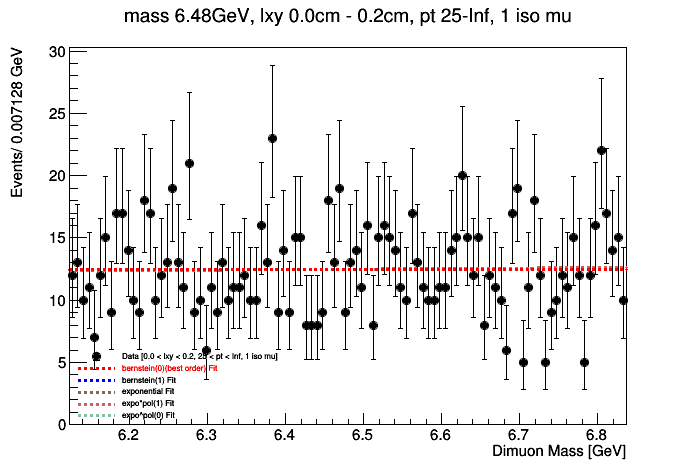 mass 6.48GeV, lxy 0.0cm - 0.2cm, pt 25-Inf, 1 iso mu
Events/ 0.007128 GeV
30
25
20
15
10
5
0
Data [0.0 < lxy < 0.2, 25 < pt < Inf, 1 iso mu]
bernstein(0)(best order) Fit
bernstein(1) Fit
exponential Fit
expo*pol(1) Fit
expo*pol(0) Fit
6.2 6.3 6.4 6.5 6.6 6.7 6.8
Dimuon Mass [GeV]